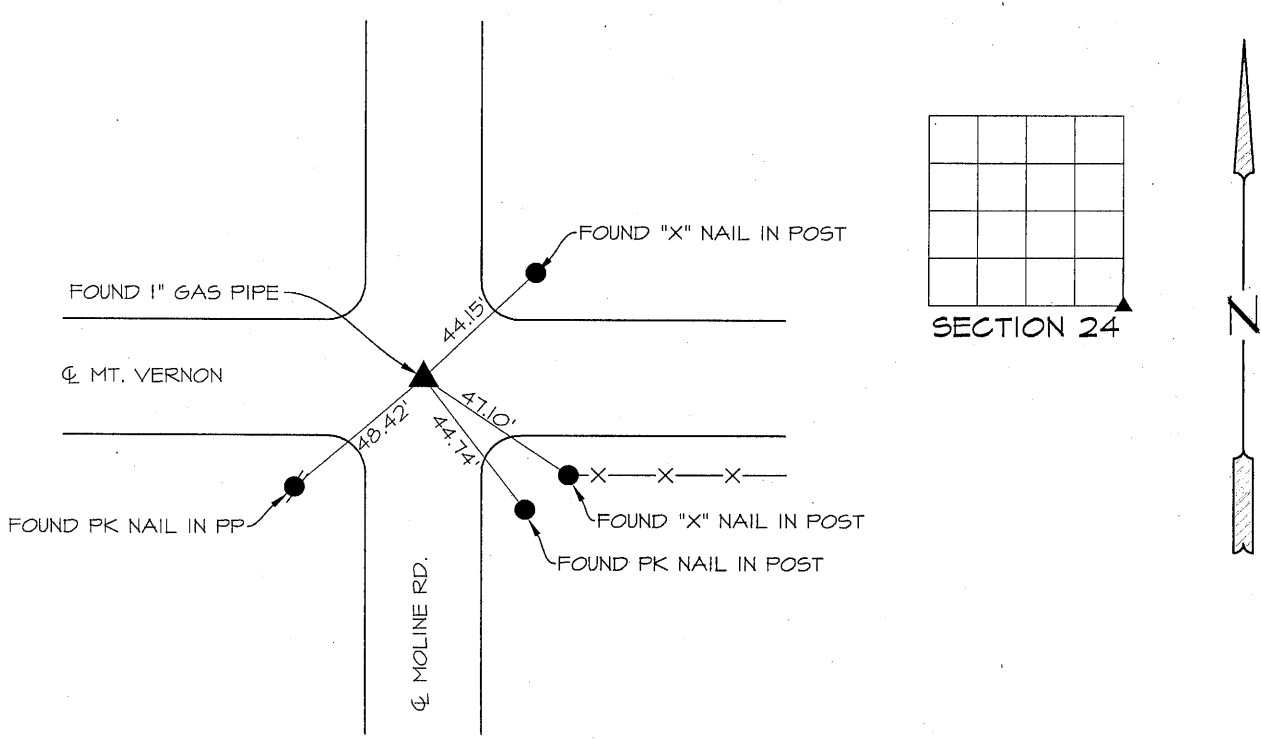 FOUND "X" NAIL IN POST
FOUND 1" GAS PIPE
44.15'
SECTION 24
N
℄ MT. VERNON
47.10'
48.42'
44.74'
FOUND PK NAIL IN PP
FOUND "X" NAIL IN POST
FOUND PK NAIL IN POST
℄ MOLINE RD.